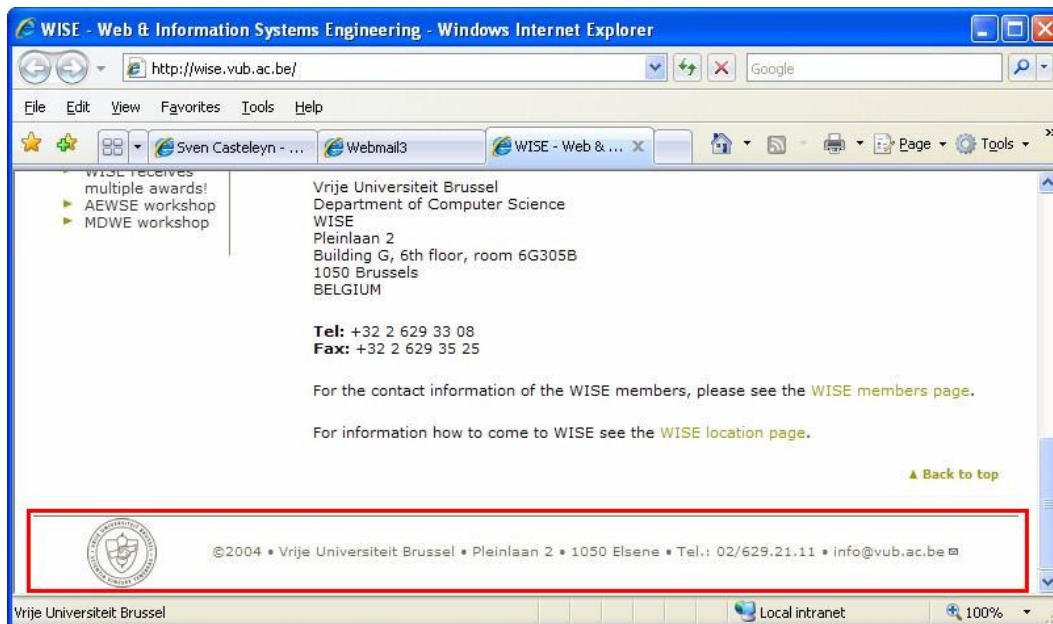 WISE - Web & Information Systems Engineering - Windows Internet Explorer
http://wise.vub.ac.be/
Google
File Edit View Favorites Tools Help
Sven Casteleyn - ... Webmail3 WISE - Web & ... Page Tools
WISE receives
multiple awards!
AEWSE workshop
MDWE workshop
Vrije Universiteit Brussel
Department of Computer Science
WISE
Pleinlaan 2
Building G, 6th floor, room 6G305B
1050 Brussels
BELGIUM
Tel: +32 2 629 33 08
Fax: +32 2 629 35 25
For the contact information of the WISE members, please see the WISE members page.
For information how to come to WISE see the WISE location page.
▲ Back to top
©2004 • Vrije Universiteit Brussel • Pleinlaan 2 • 1050 Elsene • Tel.: 02/629.21.11 • info@vub.ac.be
Vrije Universiteit Brussel Local intranet 100%